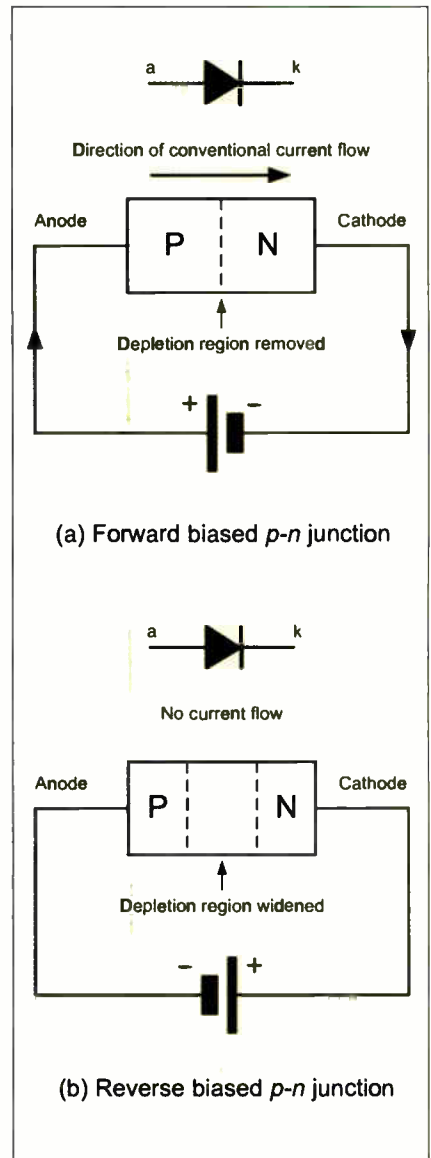 a k
Direction of conventional current flow
Anode Cathode
P N
Depletion region removed
+ −
(a) Forward biased p-n junction
a k
No current flow
Anode Cathode
P N
Depletion region widened
− +
(b) Reverse biased p-n junction